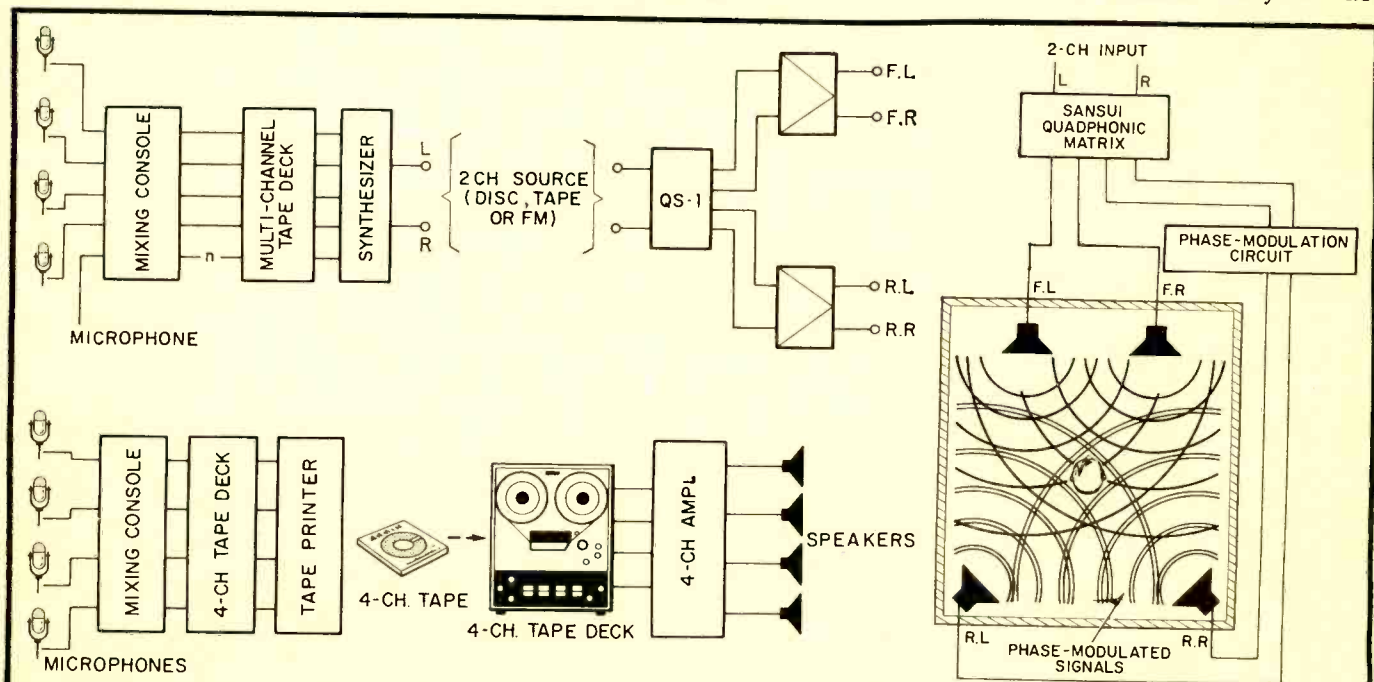 MIXING CONSOLE
n
MULTI-CHANNEL
TAPE DECK
SYNTHESIZER
L
R
2 CH SOURCE
(DISC, TAPE
OR FM)
QS-1
F.L
F.R
R.L
R.R
MICROPHONE
2-CH INPUT
L
R
SANSUI
QUADPHONIC
MATRIX
PHASE-MODULATION
CIRCUIT
F.L
F.R
R.L
R.R
PHASE-MODULATED
SIGNALS
MIXING CONSOLE
4-CH TAPE DECK
TAPE PRINTER
4-CH. TAPE
4-CH. TAPE DECK
4-CH AMPL
SPEAKERS
MICROPHONES